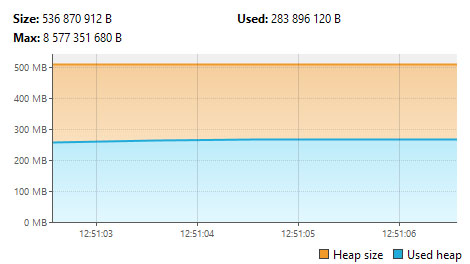 Size: 536 870 912 B Used: 283 896 120 B
Max: 8 577 351 680 B
500 MB
400 MB
300 MB
200 MB
100 MB
0 MB
12:51:03 12:51:04 12:51:05 12:51:06
Heap size Used heap